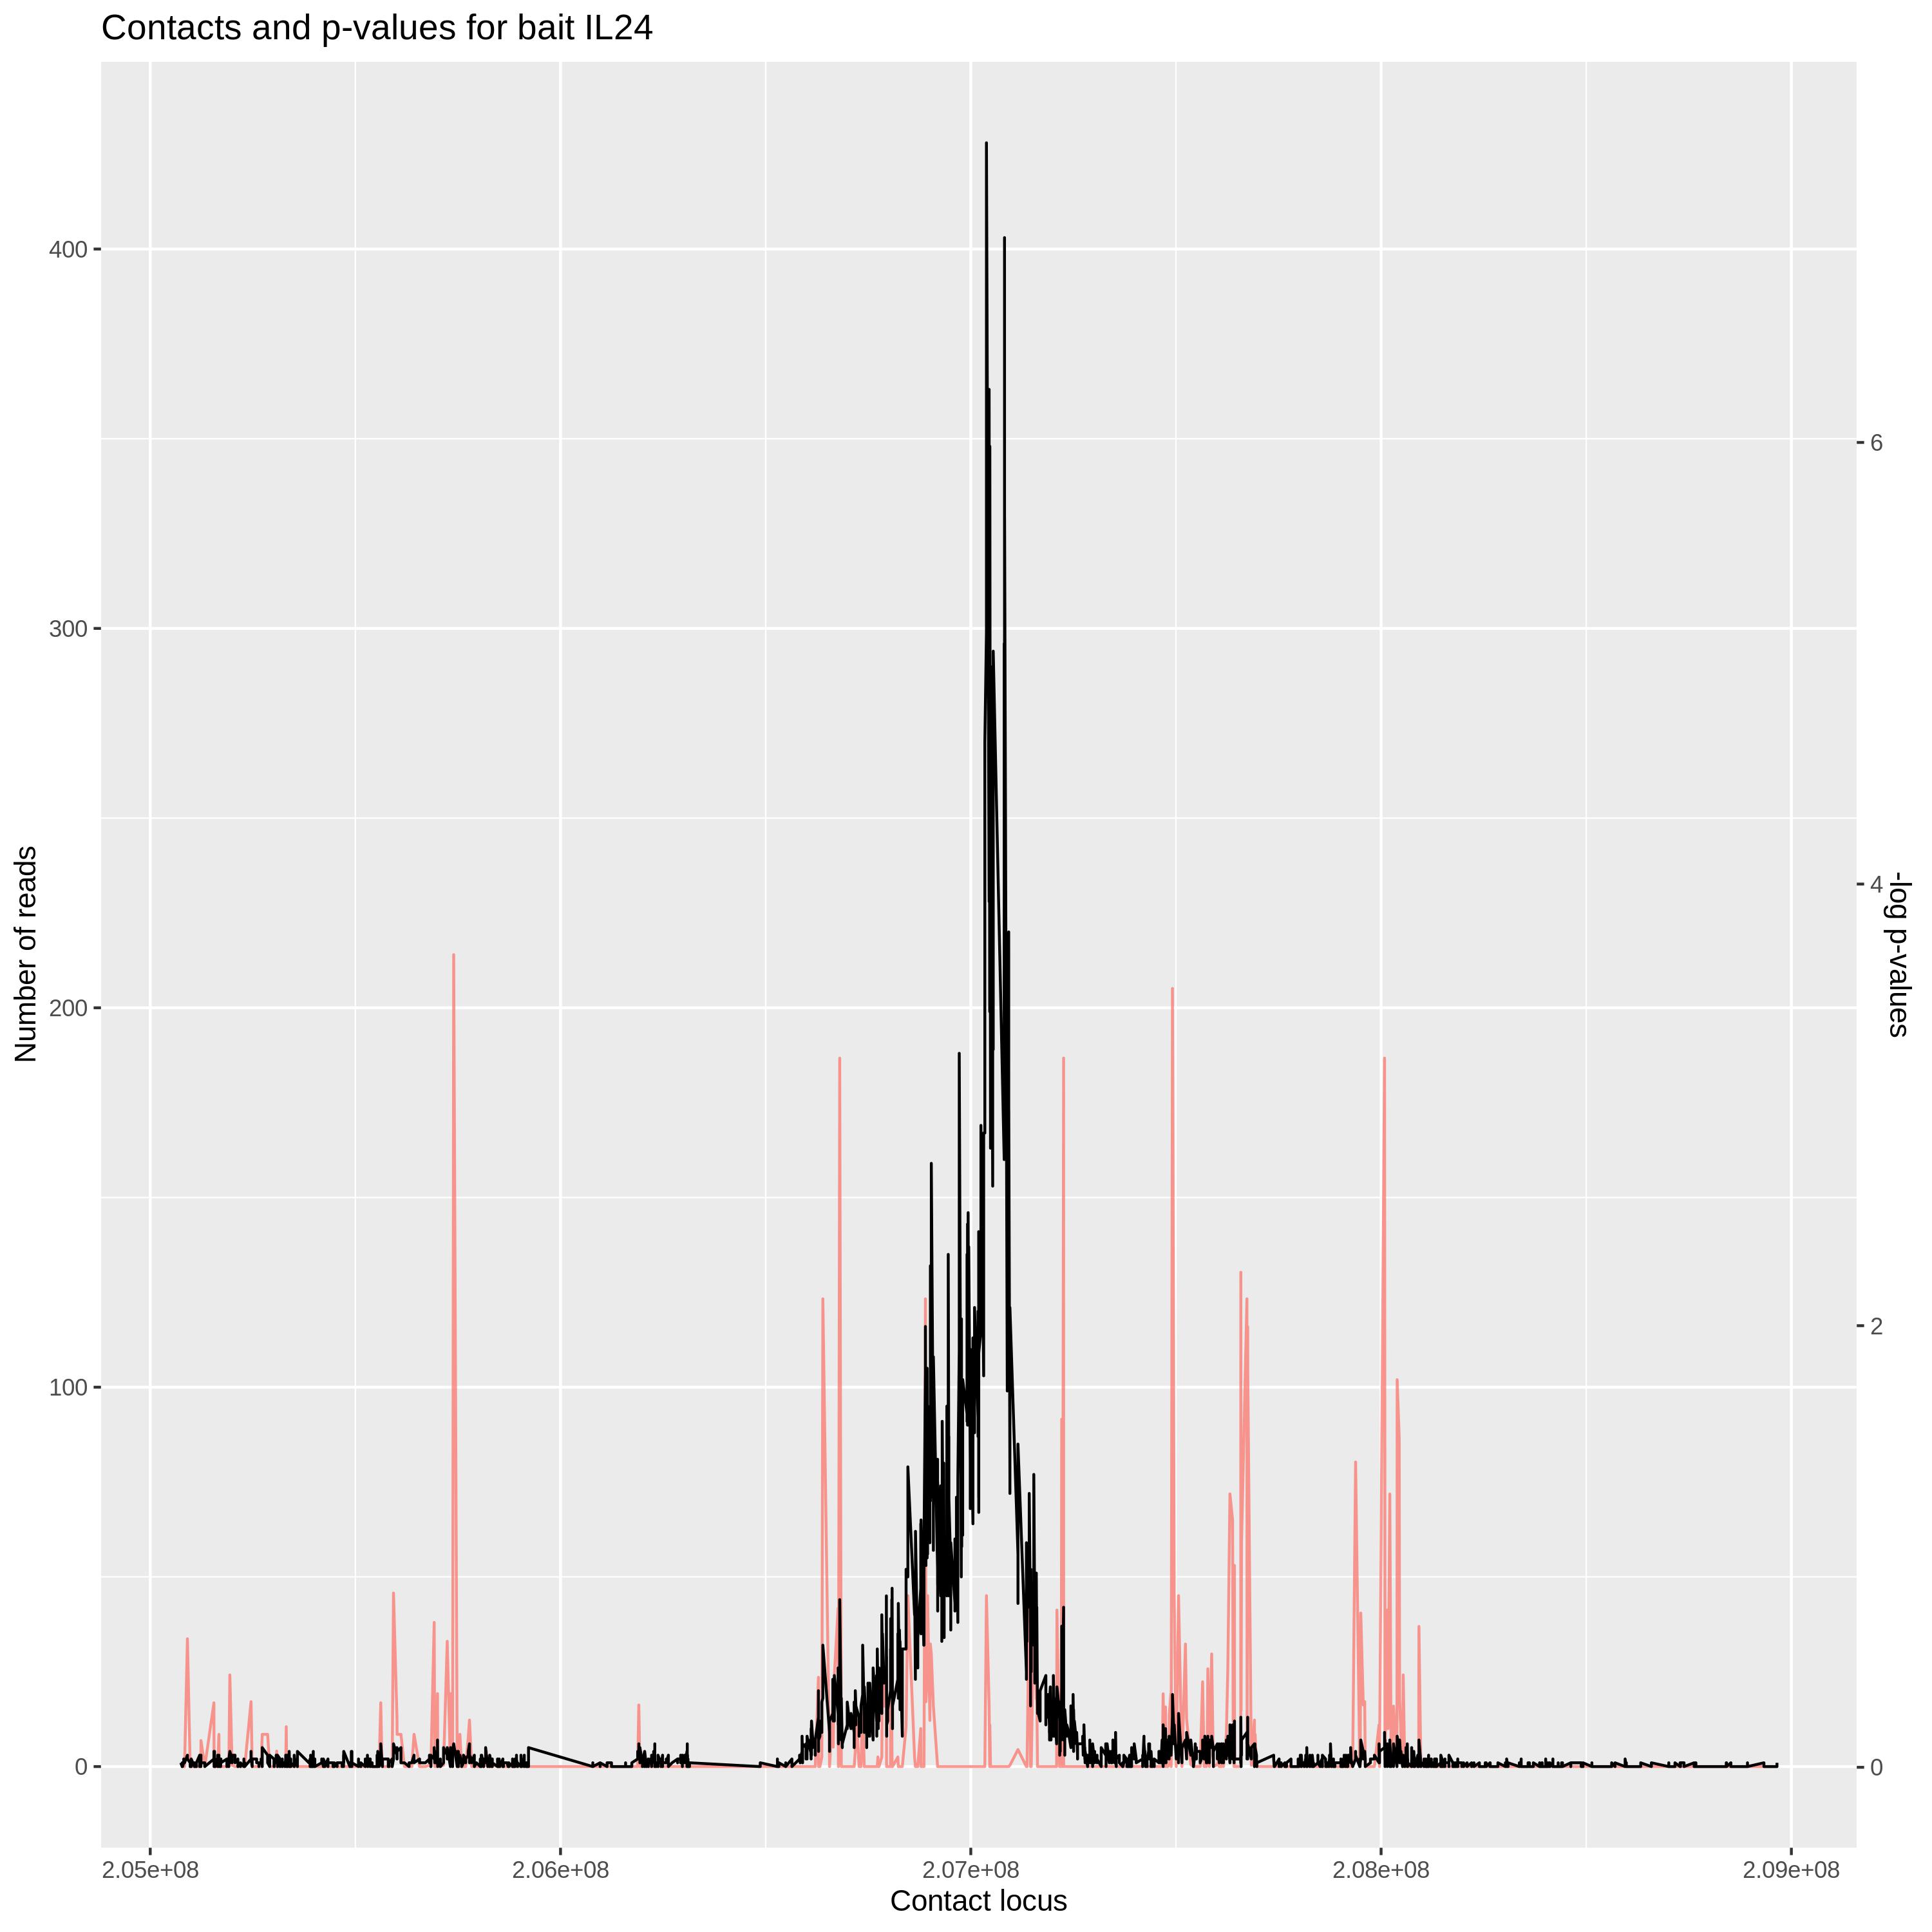 Contacts and p-values for bait IL24
Number of reads
400
300
200
100
0
6
4
2
0
-log p-values
2.05e+08 2.06e+08 2.07e+08 2.08e+08 2.09e+08
Contact locus